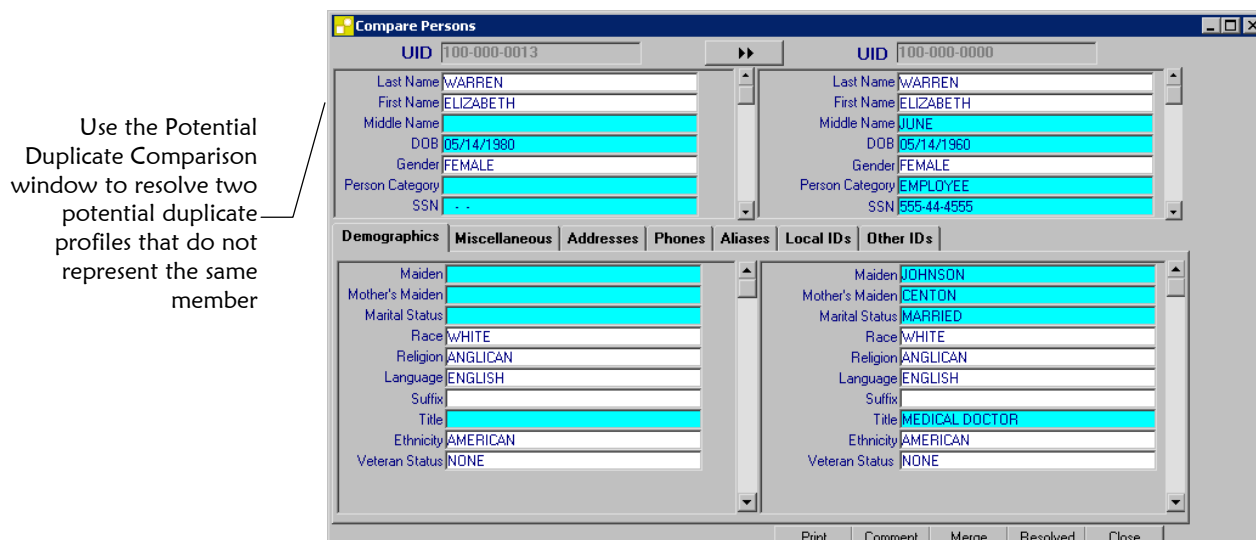 Compare Persons
UID 100-000-0013 UID 100-000-0000
Use the Potential
Duplicate Comparison
window to resolve two
potential duplicate
profiles that do not
represent the same
member
Last Name WARREN
First Name ELIZABETH
Middle Name
DOB 05/14/1980
Gender FEMALE
Person Category
SSN - -
Last Name WARREN
First Name ELIZABETH
Middle Name JUNE
DOB 05/14/1960
Gender FEMALE
Person Category EMPLOYEE
SSN 555-44-4555
Demographics Miscellaneous Addresses Phones Aliases Local IDs Other IDs
Maiden
Mother's Maiden
Marital Status
Race WHITE
Religion ANGLICAN
Language ENGLISH
Suffix
Title
Ethnicity AMERICAN
Veteran Status NONE
Maiden JOHNSON
Mother's Maiden CENTON
Marital Status MARRIED
Race WHITE
Religion ANGLICAN
Language ENGLISH
Suffix
Title MEDICAL DOCTOR
Ethnicity AMERICAN
Veteran Status NONE
Print Comment Merge Resolved Close